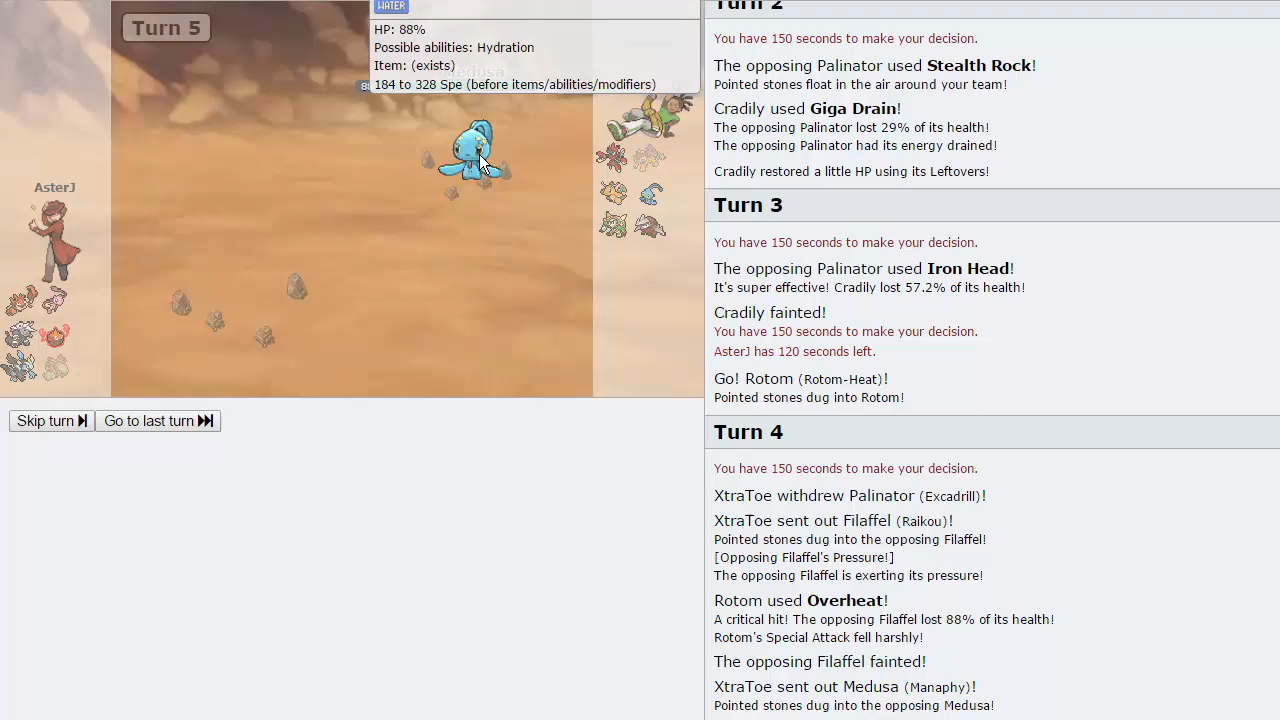 Turn 5
WATER
HP: 88%
Possible abilities: Hydration
Item: (exists)
184 to 328 Spe (before items/abilities/modifiers)
AsterJ
Skip turn
Go to last turn
Turn 2
You have 150 seconds to make your decision.
The opposing Palinator used Stealth Rock!
Pointed stones float in the air around your team!
Cradily used Giga Drain!
The opposing Palinator lost 29% of its health!
The opposing Palinator had its energy drained!
Cradily restored a little HP using its Leftovers!
Turn 3
You have 150 seconds to make your decision.
The opposing Palinator used Iron Head!
It's super effective! Cradily lost 57.2% of its health!
Cradily fainted!
You have 150 seconds to make your decision.
AsterJ has 120 seconds left.
Go! Rotom (Rotom-Heat)!
Pointed stones dug into Rotom!
Turn 4
You have 150 seconds to make your decision.
XtraToe withdrew Palinator (Excadrill)!
XtraToe sent out Filaffel (Raikou)!
Pointed stones dug into the opposing Filaffel!
[Opposing Filaffel's Pressure!]
The opposing Filaffel is exerting its pressure!
Rotom used Overheat!
A critical hit! The opposing Filaffel lost 88% of its health!
Rotom's Special Attack fell harshly!
The opposing Filaffel fainted!
XtraToe sent out Medusa (Manaphy)!
Pointed stones dug into the opposing Medusa!